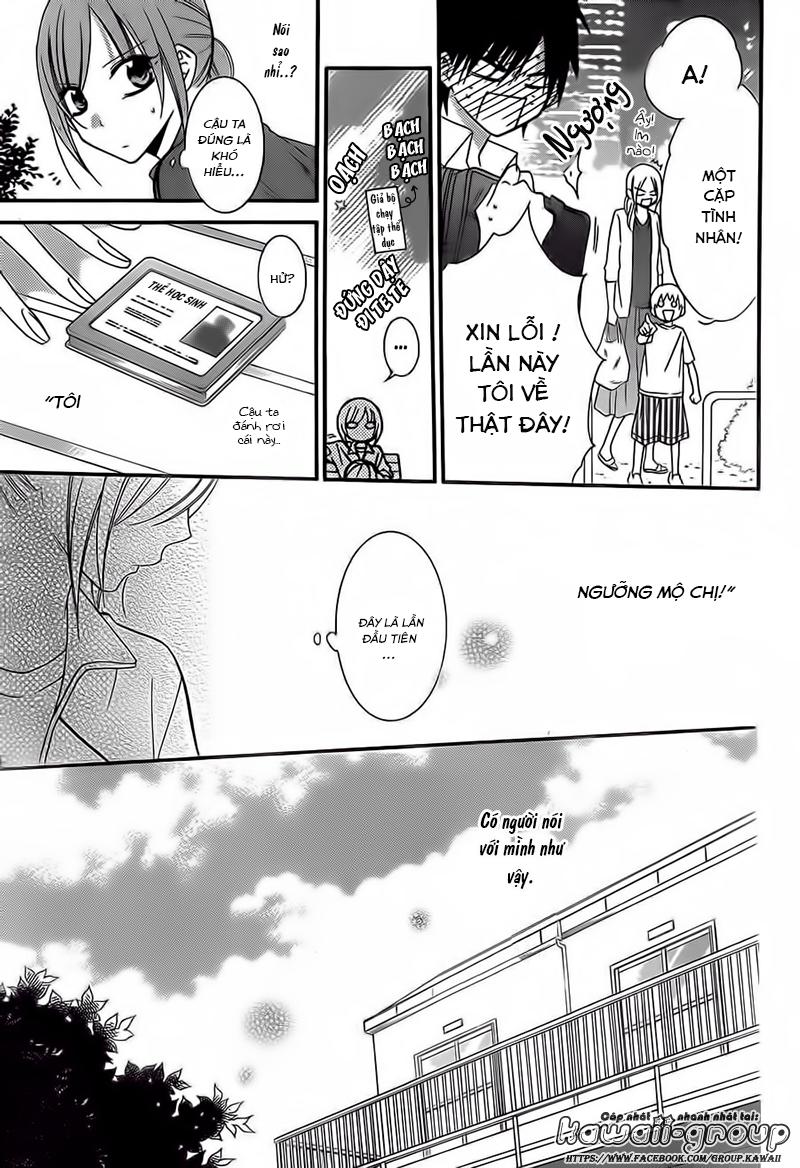 A!
MỘT
CẶP
TÌNH
NHÂN!
Ậy!
Im
nào!
Ngượng
XIN LỖI !
LẦN NÀY
TÔI VỀ
THẬT ĐÂY!
BẠCH
BẠCH
BẠCH
OẠCH
Giả bộ
chạy
tập thể
dục
ĐỨNG DẬY
ĐI TE TE
...
Nói
sao
nhỉ..?
CẬU TA
ĐÚNG LÀ
KHÓ
HIỂU...
HỬ?
THẺ HỌC SINH
Cậu ta
đánh rơi
cái này..
“TÔI
NGƯỠNG MỘ CHỊ!“
ĐÂY LÀ LẦN
ĐẦU TIÊN
...
Có người nói
với mình như
vậy.
Cập nhật nhanh nhất tại:
kawaii-group
HTTPS://WWW.FACEBOOK.COM/GROUP.KAWAII